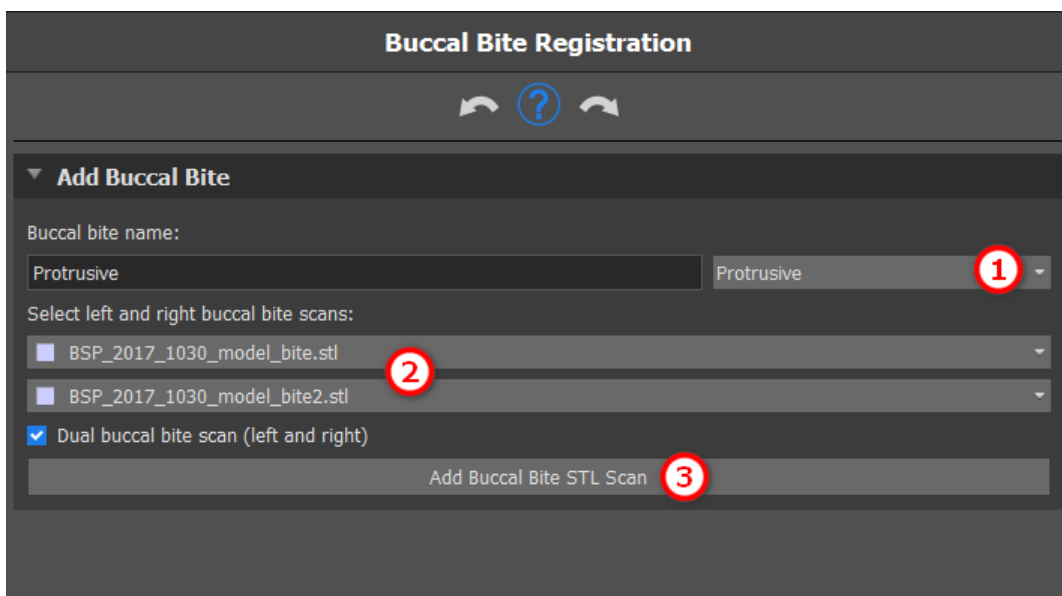 Buccal Bite Registration
?
Add Buccal Bite
Buccal bite name:
Protrusive Protrusive 1
Select left and right buccal bite scans:
BSP_2017_1030_model_bite.stl
2
BSP_2017_1030_model_bite2.stl
Dual buccal bite scan (left and right)
Add Buccal Bite STL Scan 3